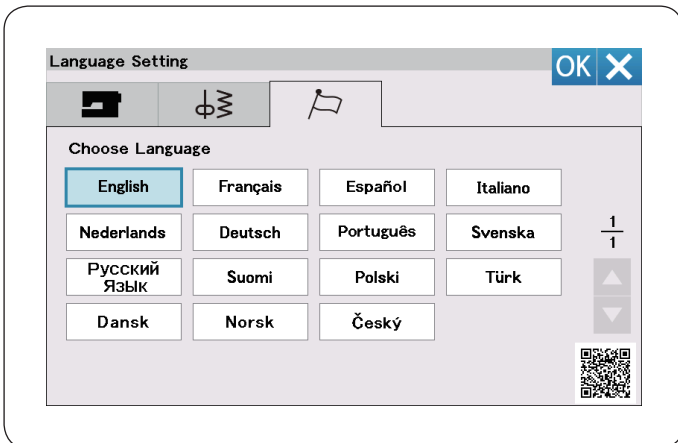 Language Setting
OK
Choose Language
English
Français
Español
Italiano
Nederlands
Deutsch
Português
Svenska
1
1
Русский
Язык
Suomi
Polski
Türk
Dansk
Norsk
Český